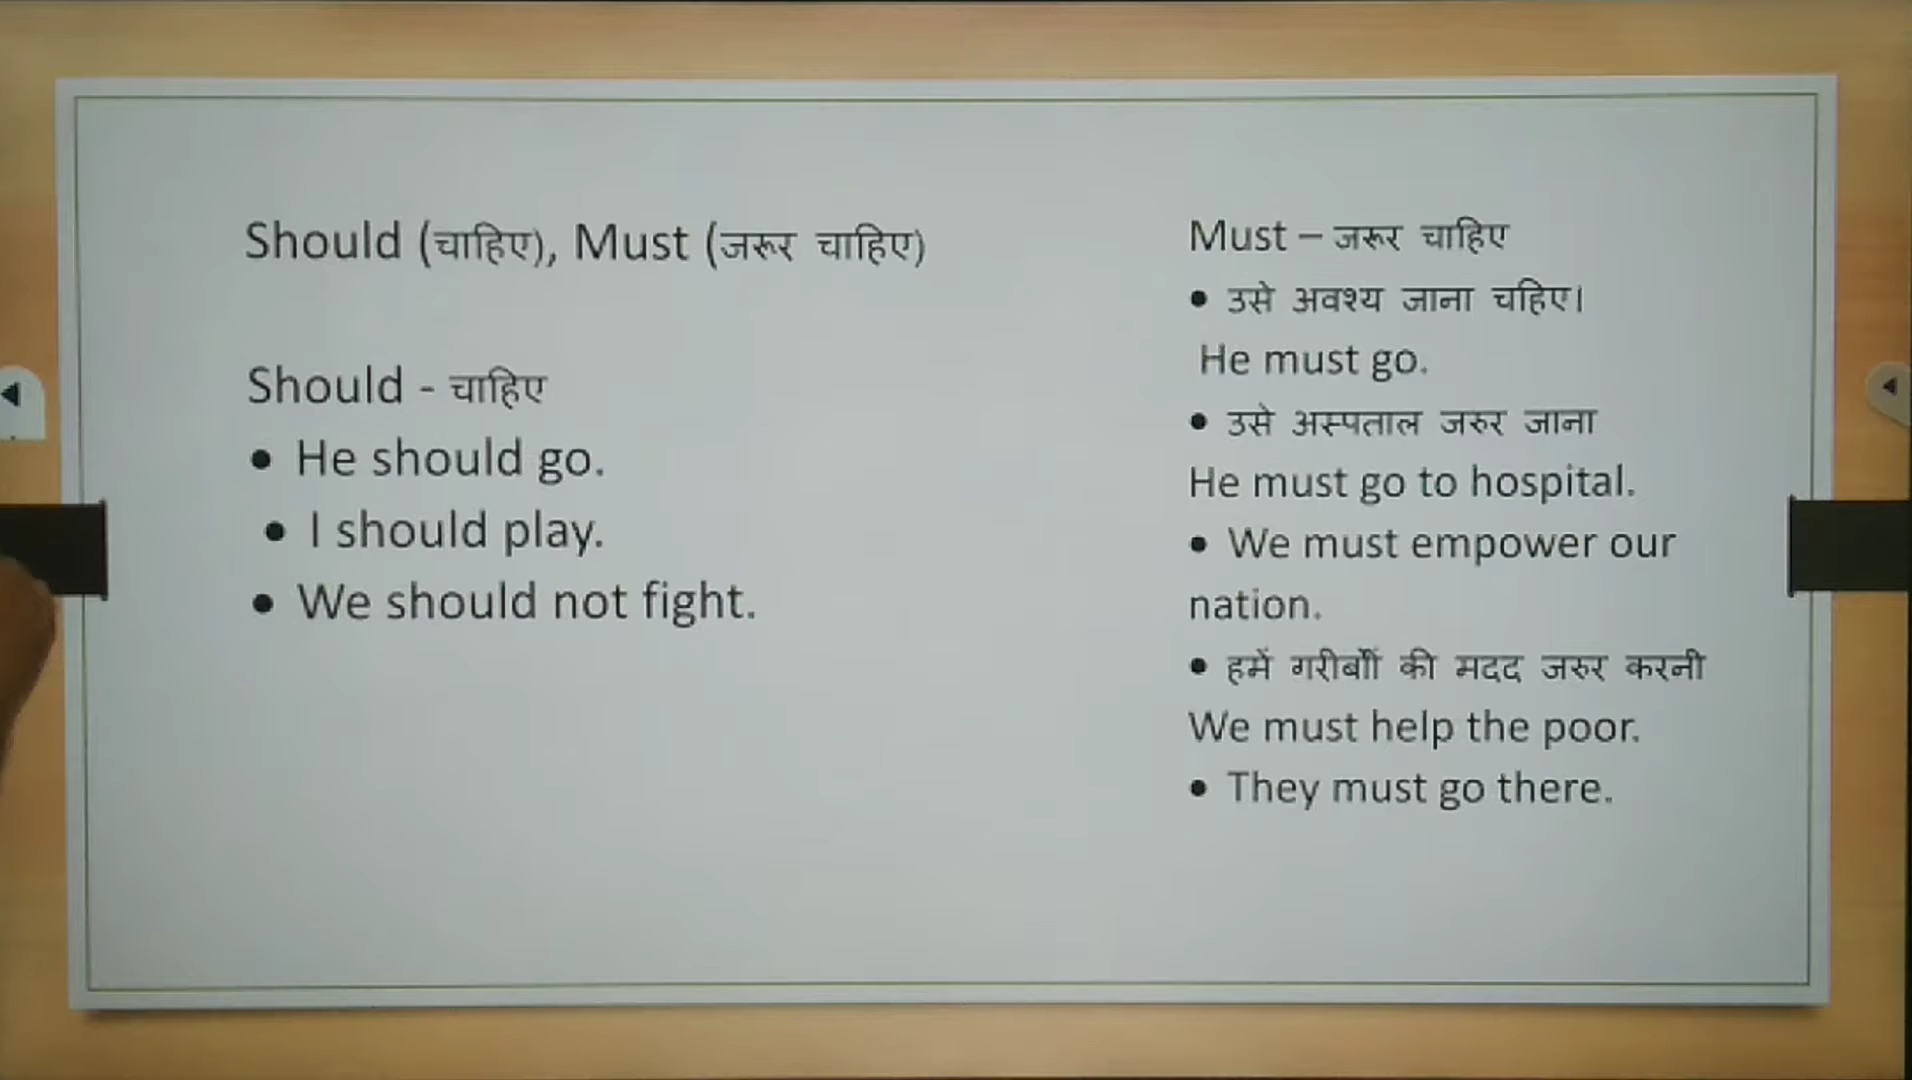 Should (चाहिए), Must (जरूर चाहिए)
Should - चाहिए
• He should go.
• I should play.
• We should not fight.
Must – जरूर चाहिए
• उसे अवश्य जाना चहिए।
He must go.
• उसे अस्पताल जरुर जाना
He must go to hospital.
• We must empower our
nation.
• हमें गरीबोीं की मदद जरुर करनी
We must help the poor.
• They must go there.